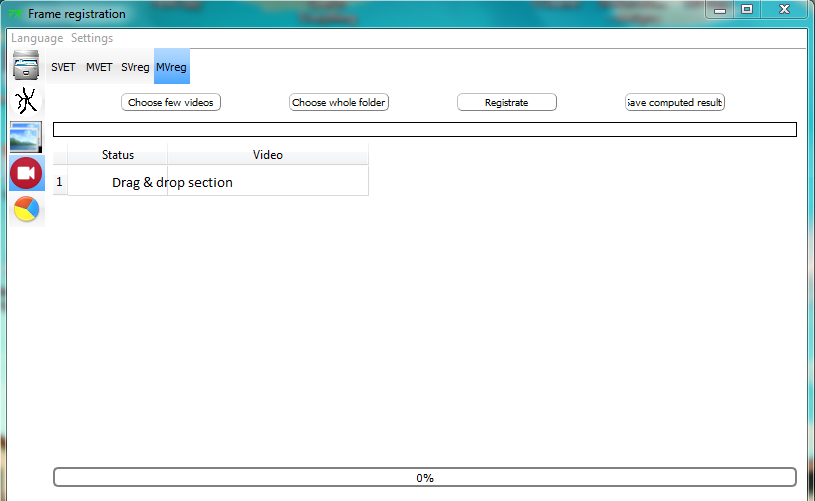 Frame registration
Language Settings
SVET MVET SVreg MVreg
Choose few videos Choose whole folder Registrate Save computed result
Status Video
1 Drag & drop section
0%